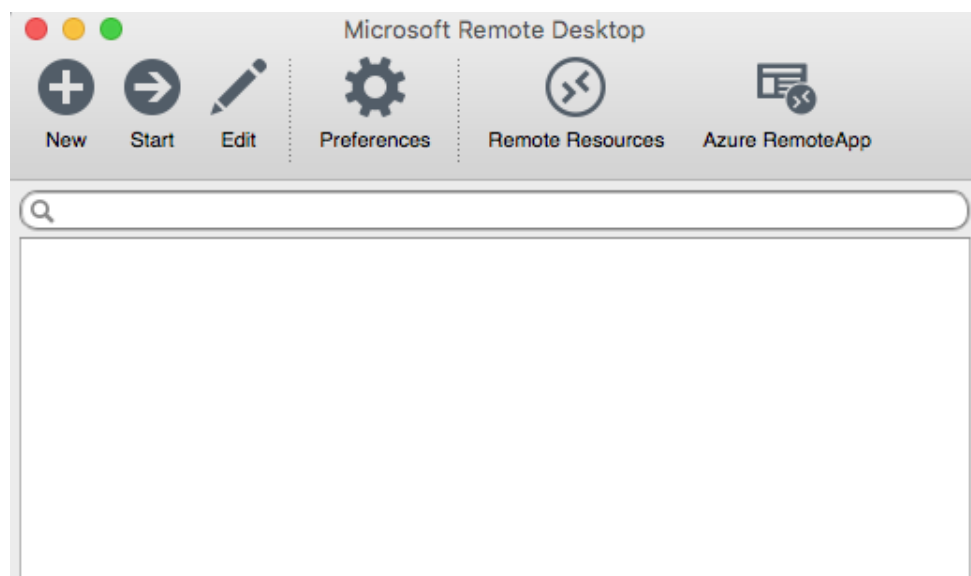 Microsoft Remote Desktop
New Start Edit Preferences Remote Resources Azure RemoteApp